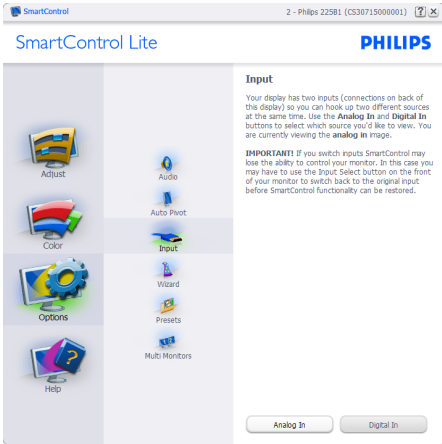 SmartControl
2 - Philips 225B1 (CS30715000001)
SmartControl Lite
PHILIPS
Adjust
Color
Options
Help
Audio
Auto Pivot
Input
Wizard
Presets
Multi Monitors
Input
Your display has two inputs (connections on back of
this display) so you can hook up two different sources
at the same time. Use the Analog In and Digital In
buttons to select which source you'd like to view. You
are currently viewing the analog in image.
IMPORTANT! If you switch inputs SmartControl may
lose the ability to control your monitor. In this case you
may have to use the Input Select button on the front
of your monitor to switch back to the original input
before SmartControl functionality can be restored.
Analog In
Digital In